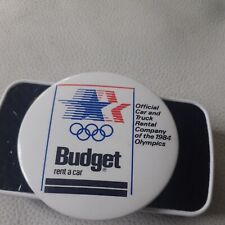 Official
Car and
Truck
Rental
Company
of the 1984
Olympics
Budget
rent a car